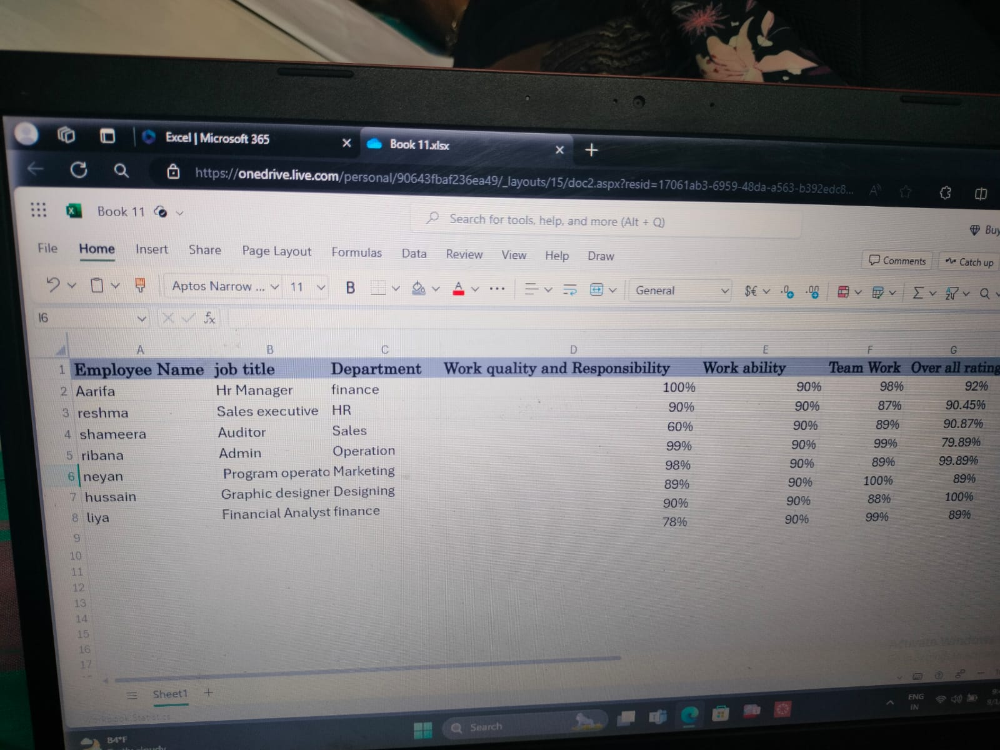 Excel | Microsoft 365
Book 11.xlsx
https://onedrive.live.com/personal/90643fbaf236ea49/_layouts/15/doc2.aspx?resid=17061ab3-6959-48da-a563-b392edc8...
Book 11
Search for tools, help, and more (Alt + Q)
Buy
File Home Insert Share Page Layout Formulas Data Review View Help Draw
Comments Catch up
Aptos Narrow ... 11 B A General $€ .0 .00
I6 fx
A B C D E F G
1 Employee Name job title Department Work quality and Responsibility Work ability Team Work Over all rating
2 Aarifa Hr Manager finance 100% 90% 98% 92%
3 reshma Sales executive HR 90% 90% 87% 90.45%
4 shameera Auditor Sales 60% 90% 89% 90.87%
5 ribana Admin Operation 99% 90% 99% 79.89%
6 neyan Program operato Marketing 98% 90% 89% 99.89%
7 hussain Graphic designer Designing 89% 90% 100% 89%
8 liya Financial Analyst finance 90% 90% 88% 100%
9 78% 90% 99% 89%
10
11
12
13
14
15
16
17
Activate Windows
Sheet1
Workbook Statistics
84°F
Search
ENG
IN